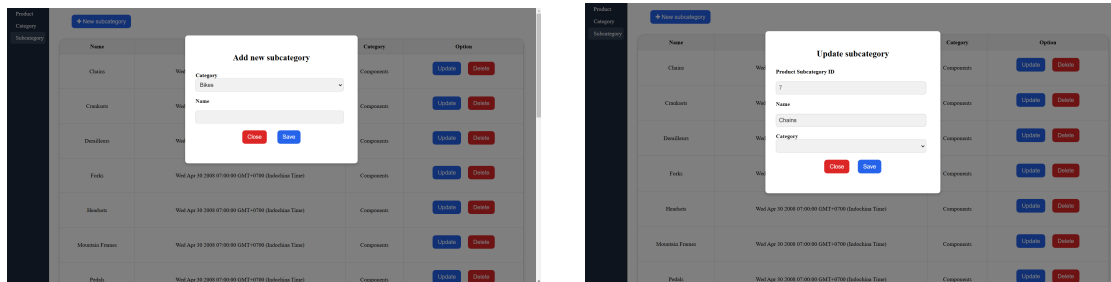 Product
Category
Subcategory
+ New subcategory
Name
Category
Option
Add new subcategory
Category
Bikes
Name
Close
Save
Chains
Wed
Components
Update
Delete
Cranksets
Wed
Components
Update
Delete
Derailleurs
Wed
Components
Update
Delete
Forks
Wed Apr 30 2008 07:00:00 GMT+0700 (Indochina Time)
Components
Update
Delete
Headsets
Wed Apr 30 2008 07:00:00 GMT+0700 (Indochina Time)
Components
Update
Delete
Mountain Frames
Wed Apr 30 2008 07:00:00 GMT+0700 (Indochina Time)
Components
Update
Delete
Pedals
Wed Apr 30 2008 07:00:00 GMT+0700 (Indochina Time)
Components
Update
Delete
Product
Category
Subcategory
+ New subcategory
Name
Category
Option
Update subcategory
Product Subcategory ID
7
Name
Chains
Category
Close
Save
Chains
Wed
Components
Update
Delete
Cranksets
Wed
Components
Update
Delete
Derailleurs
Wed
Components
Update
Delete
Forks
Wed
Components
Update
Delete
Headsets
Wed Apr 30 2008 07:00:00 GMT+0700 (Indochina Time)
Components
Update
Delete
Mountain Frames
Wed Apr 30 2008 07:00:00 GMT+0700 (Indochina Time)
Components
Update
Delete
Pedals
Wed Apr 30 2008 07:00:00 GMT+0700 (Indochina Time)
Components
Update
Delete